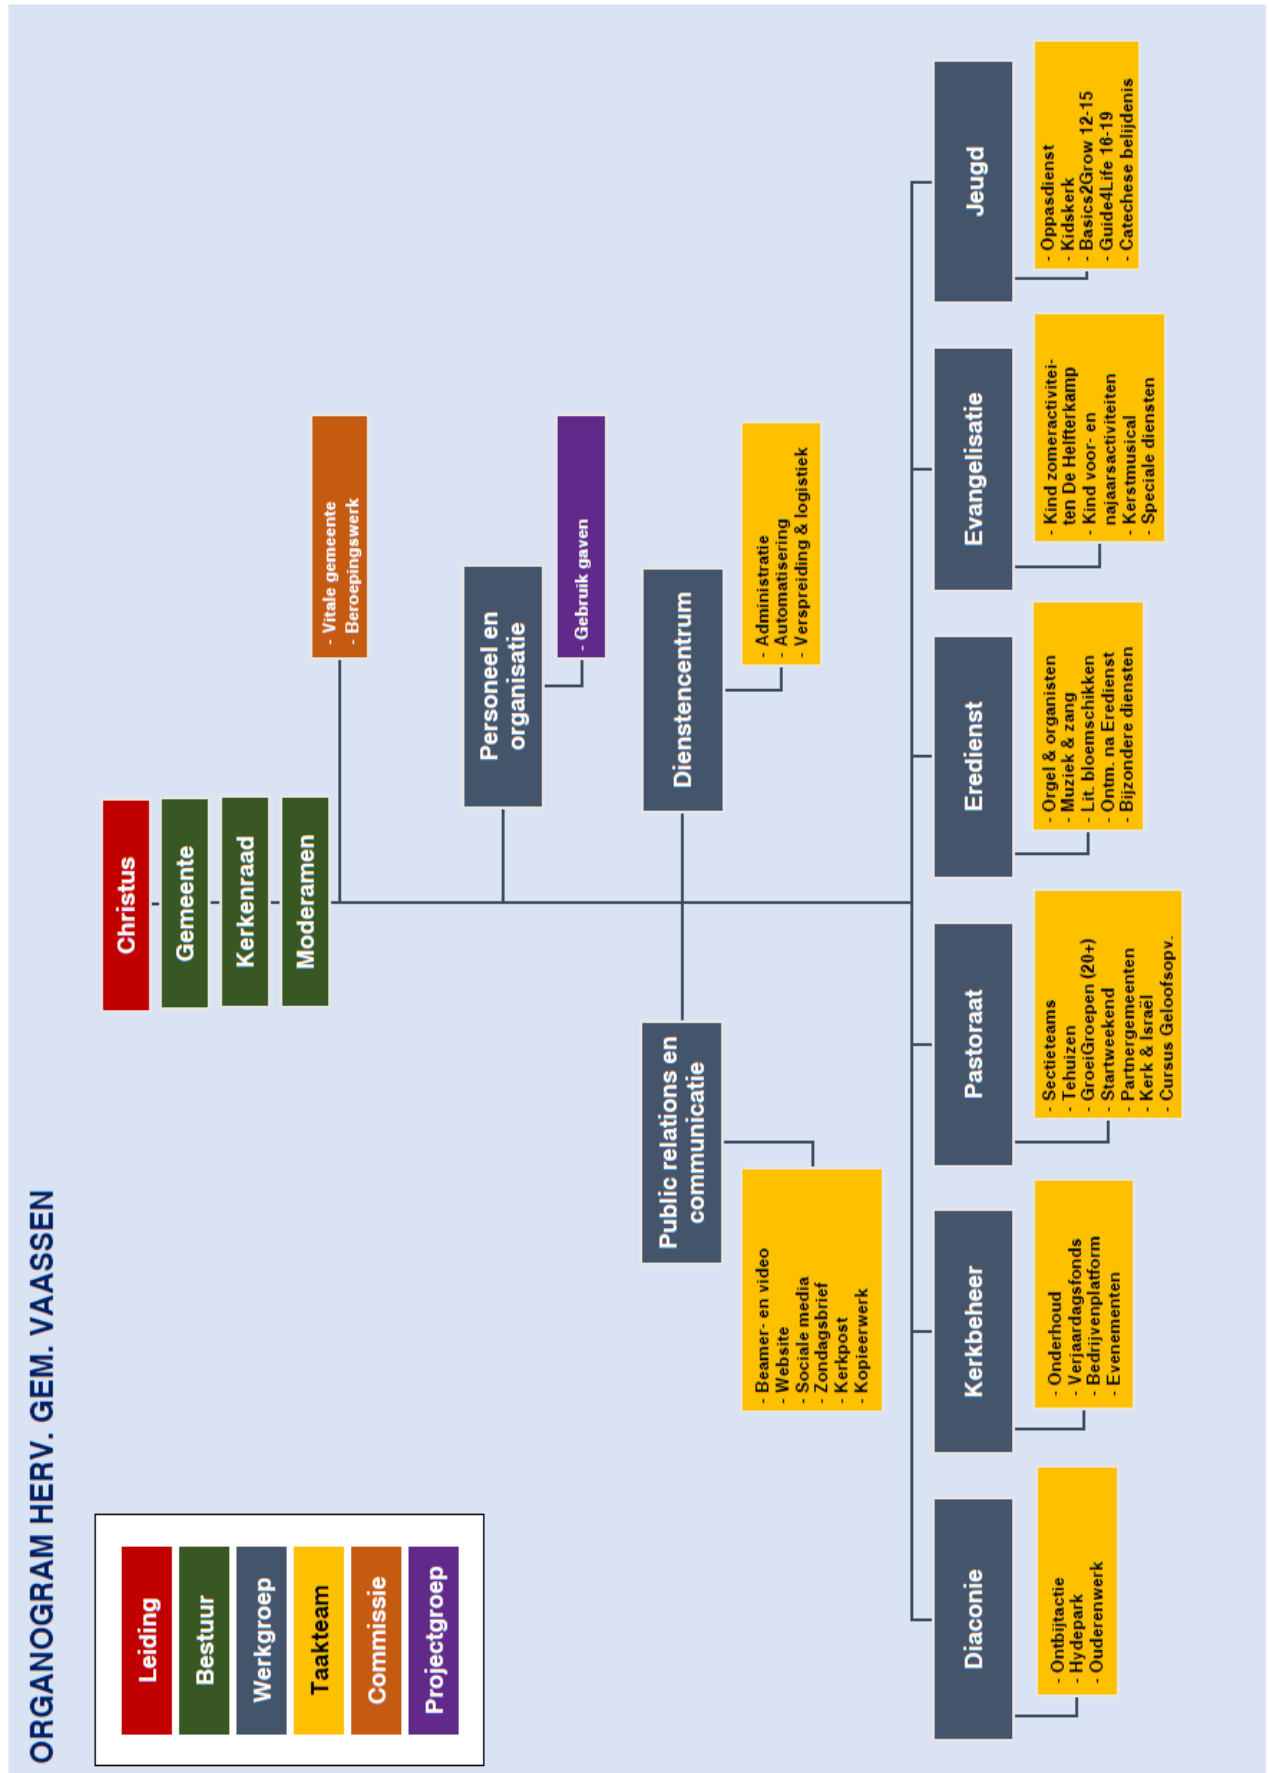 ORGANOGRAM HERV. GEM. VAASSEN
Leiding
Bestuur
Werkgroep
Taakteam
Commissie
Projectgroep
Christus
Gemeente
Kerkenraad
Moderamen
- Vitale gemeente
- Beroepingswerk
Personeel en
organisatie
- Gebruik gaven
Public relations en
communicatie
- Beamer- en video
- Website
- Sociale media
- Zondagsbrief
- Kerkpost
- Kopieerwerk
Dienstencentrum
- Administratie
- Automatisering
- Verspreiding & logistiek
Diaconie
- Ontbijtactie
- Hydepark
- Ouderenwerk
Kerkbeheer
- Onderhoud
- Verjaardagsfonds
- Bedrijvenplatform
- Evenementen
Pastoraat
- Sectieteams
- Tehuizen
- GroeiGroepen (20+)
- Startweekend
- Partnergemeenten
- Kerk & Israël
- Cursus Geloofsopv.
Eredienst
- Orgel & organisten
- Muziek & zang
- Lit. bloemschikken
- Ontm. na Eredienst
- Bijzondere diensten
Evangelisatie
- Kind zomeractivitei-
ten De Helfterkamp
- Kind voor- en
najaarsactiviteiten
- Kerstmusical
- Speciale diensten
Jeugd
- Oppasdienst
- Kidskerk
- Basics2Grow 12-15
- Guide4Life 16-19
- Catechese belijdenis